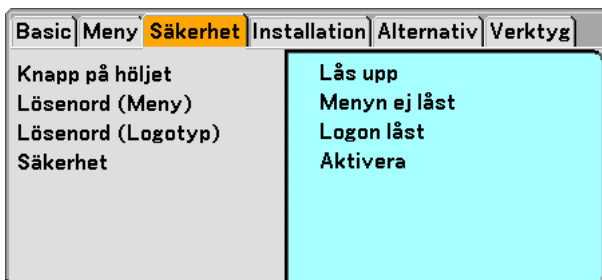 Basic Meny Säkerhet Installation Alternativ Verktyg
Knapp på höljet Lås upp
Lösenord (Meny) Menyn ej låst
Lösenord (Logotyp) Logon låst
Säkerhet Aktivera